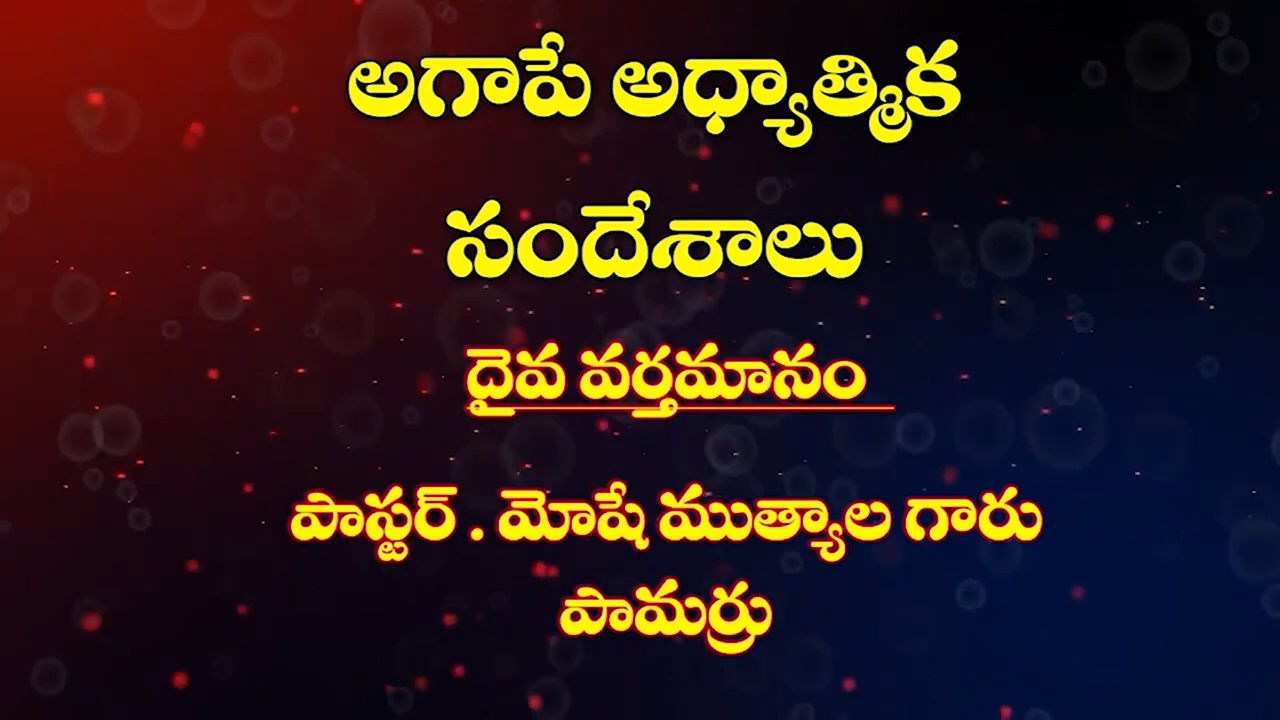 అగాపే అధ్యాత్మిక
సందేశాలు
దైవ వర్తమానం
పాస్టర్ . మోషే ముత్యాల గారు
పామర్రు